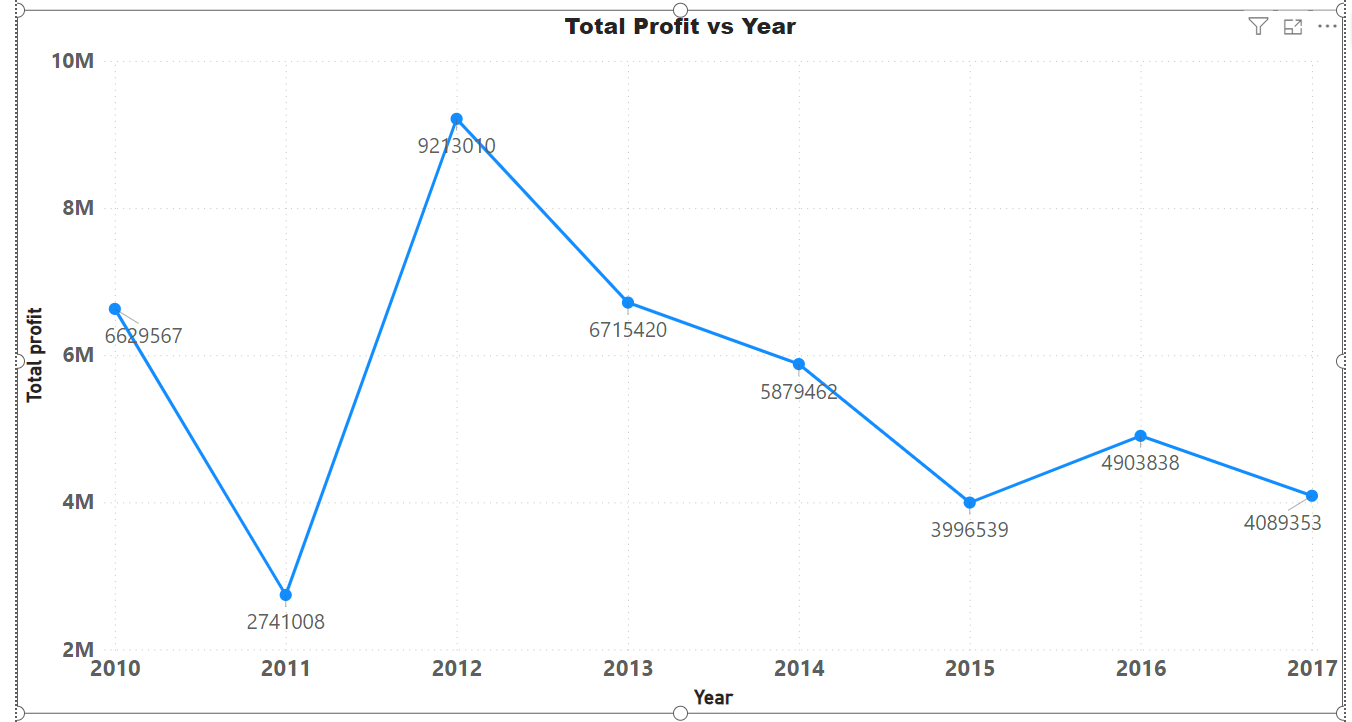 Total Profit vs Year
10M
8M
6M
4M
2M
Total profit
6629567
2741008
9213010
6715420
5879462
3996539
4903838
4089353
2010 2011 2012 2013 2014 2015 2016 2017
Year